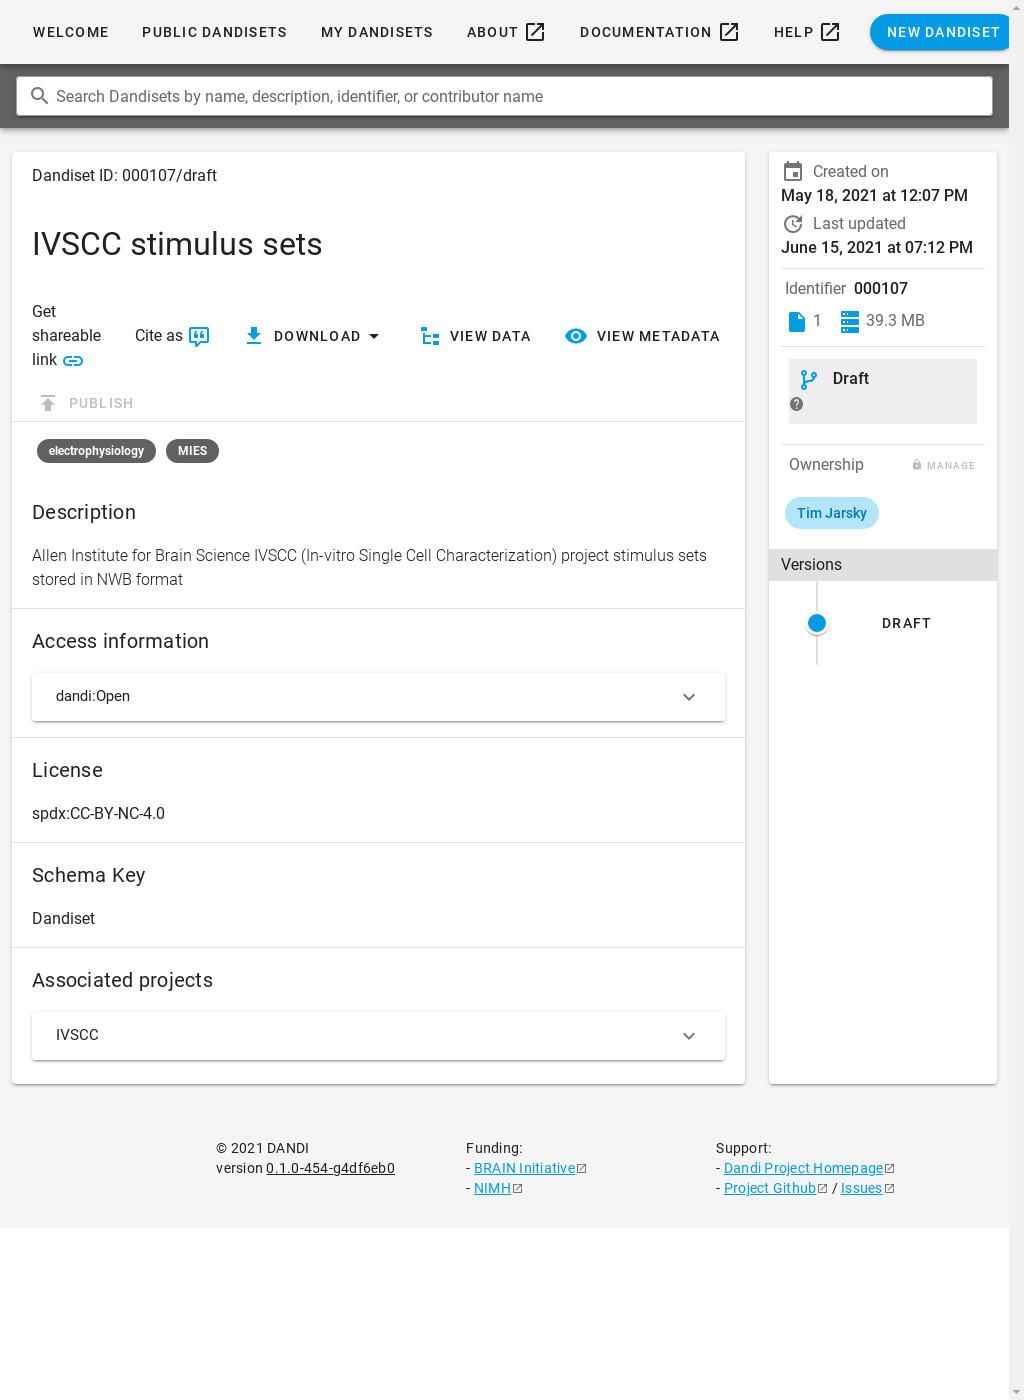 WELCOME PUBLIC DANDISETS MY DANDISETS ABOUT DOCUMENTATION HELP NEW DANDISET
Search Dandisets by name, description, identifier, or contributor name
Dandiset ID: 000107/draft
IVSCC stimulus sets
Get shareable link
Cite as
DOWNLOAD
VIEW DATA
VIEW METADATA
PUBLISH
electrophysiology MIES
Description
Allen Institute for Brain Science IVSCC (In-vitro Single Cell Characterization) project stimulus sets
stored in NWB format
Access information
dandi:Open
License
spdx:CC-BY-NC-4.0
Schema Key
Dandiset
Associated projects
IVSCC
Created on
May 18, 2021 at 12:07 PM
Last updated
June 15, 2021 at 07:12 PM
Identifier 000107
1 39.3 MB
Draft
Ownership MANAGE
Tim Jarsky
Versions
DRAFT
© 2021 DANDI
version 0.1.0-454-g4df6eb0
Funding:
- BRAIN Initiative
- NIMH
Support:
- Dandi Project Homepage
- Project Github / Issues